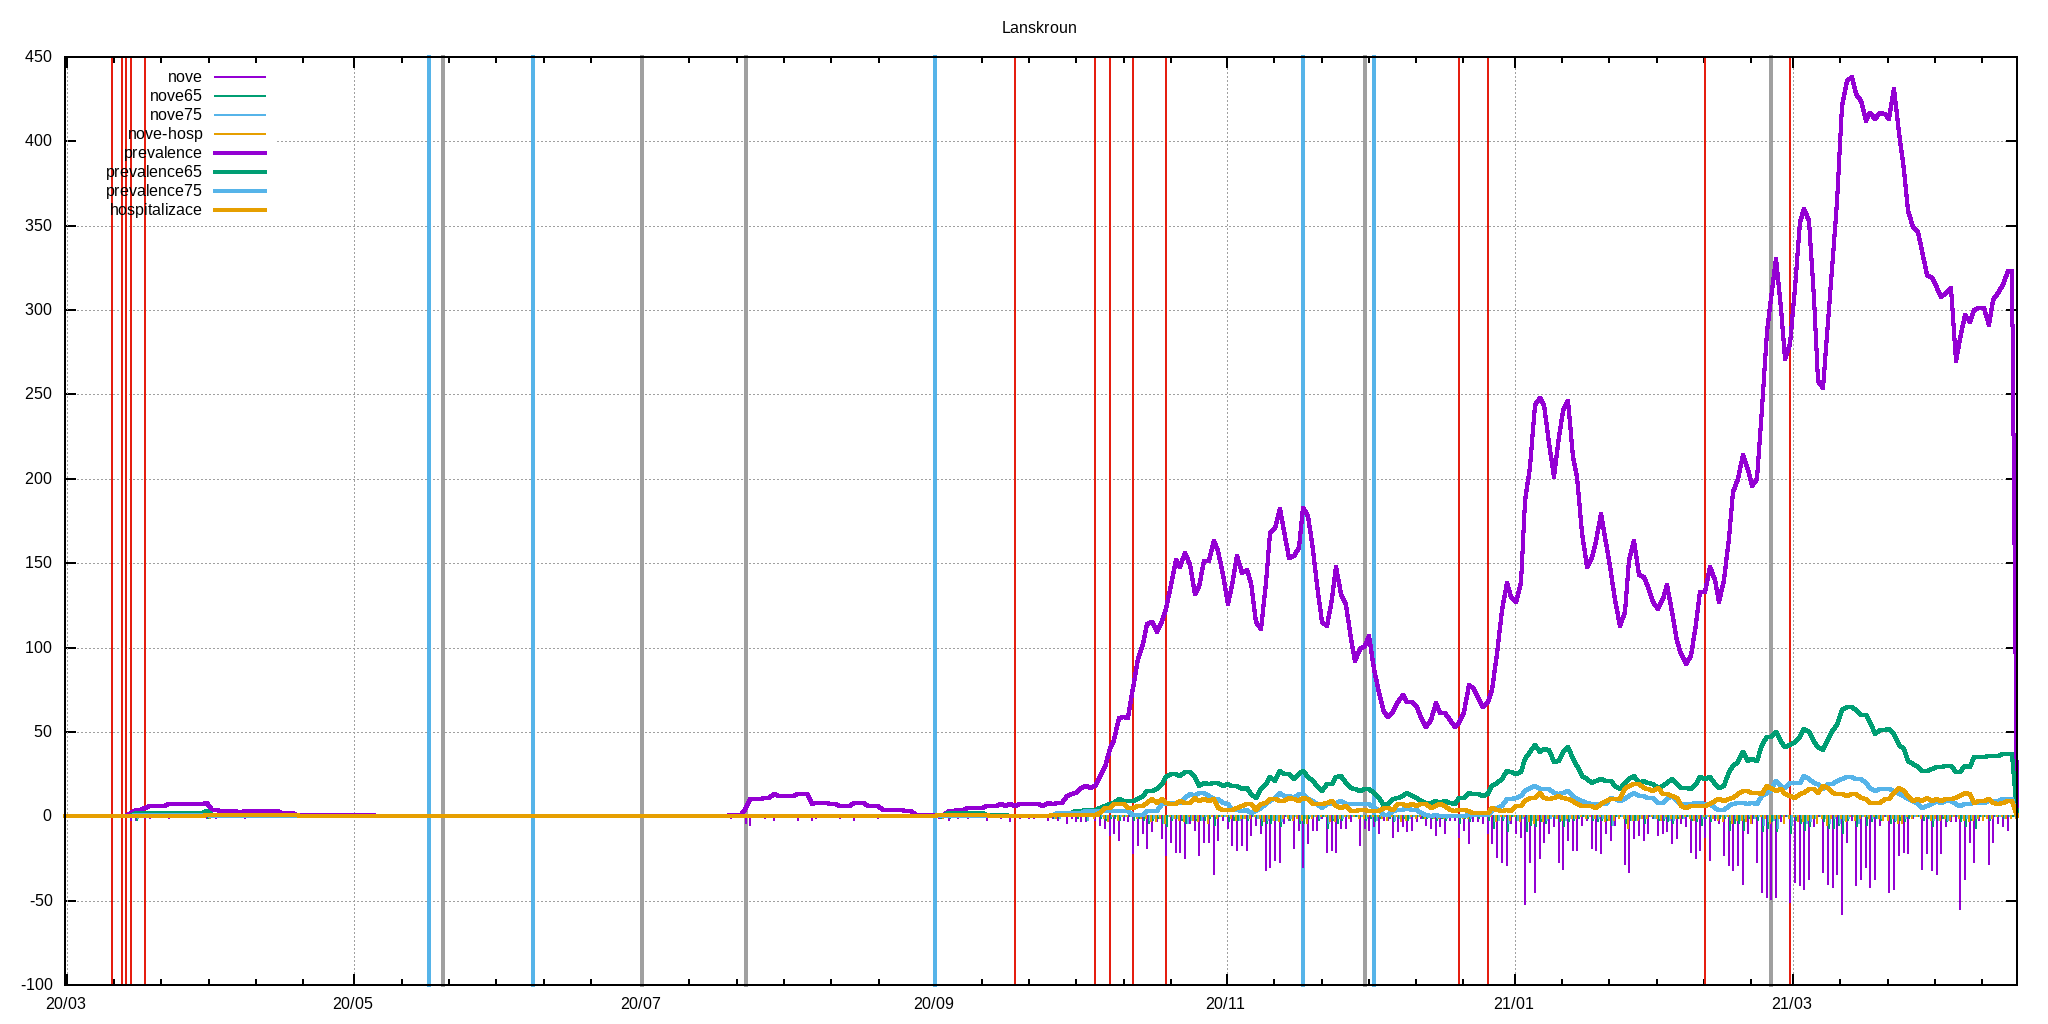 Lanskroun
450
400
350
300
250
200
150
100
50
0
-50
-100
nove
nove65
nove75
nove-hosp
prevalence
prevalence65
prevalence75
hospitalizace
20/03
20/05
20/07
20/09
20/11
21/01
21/03